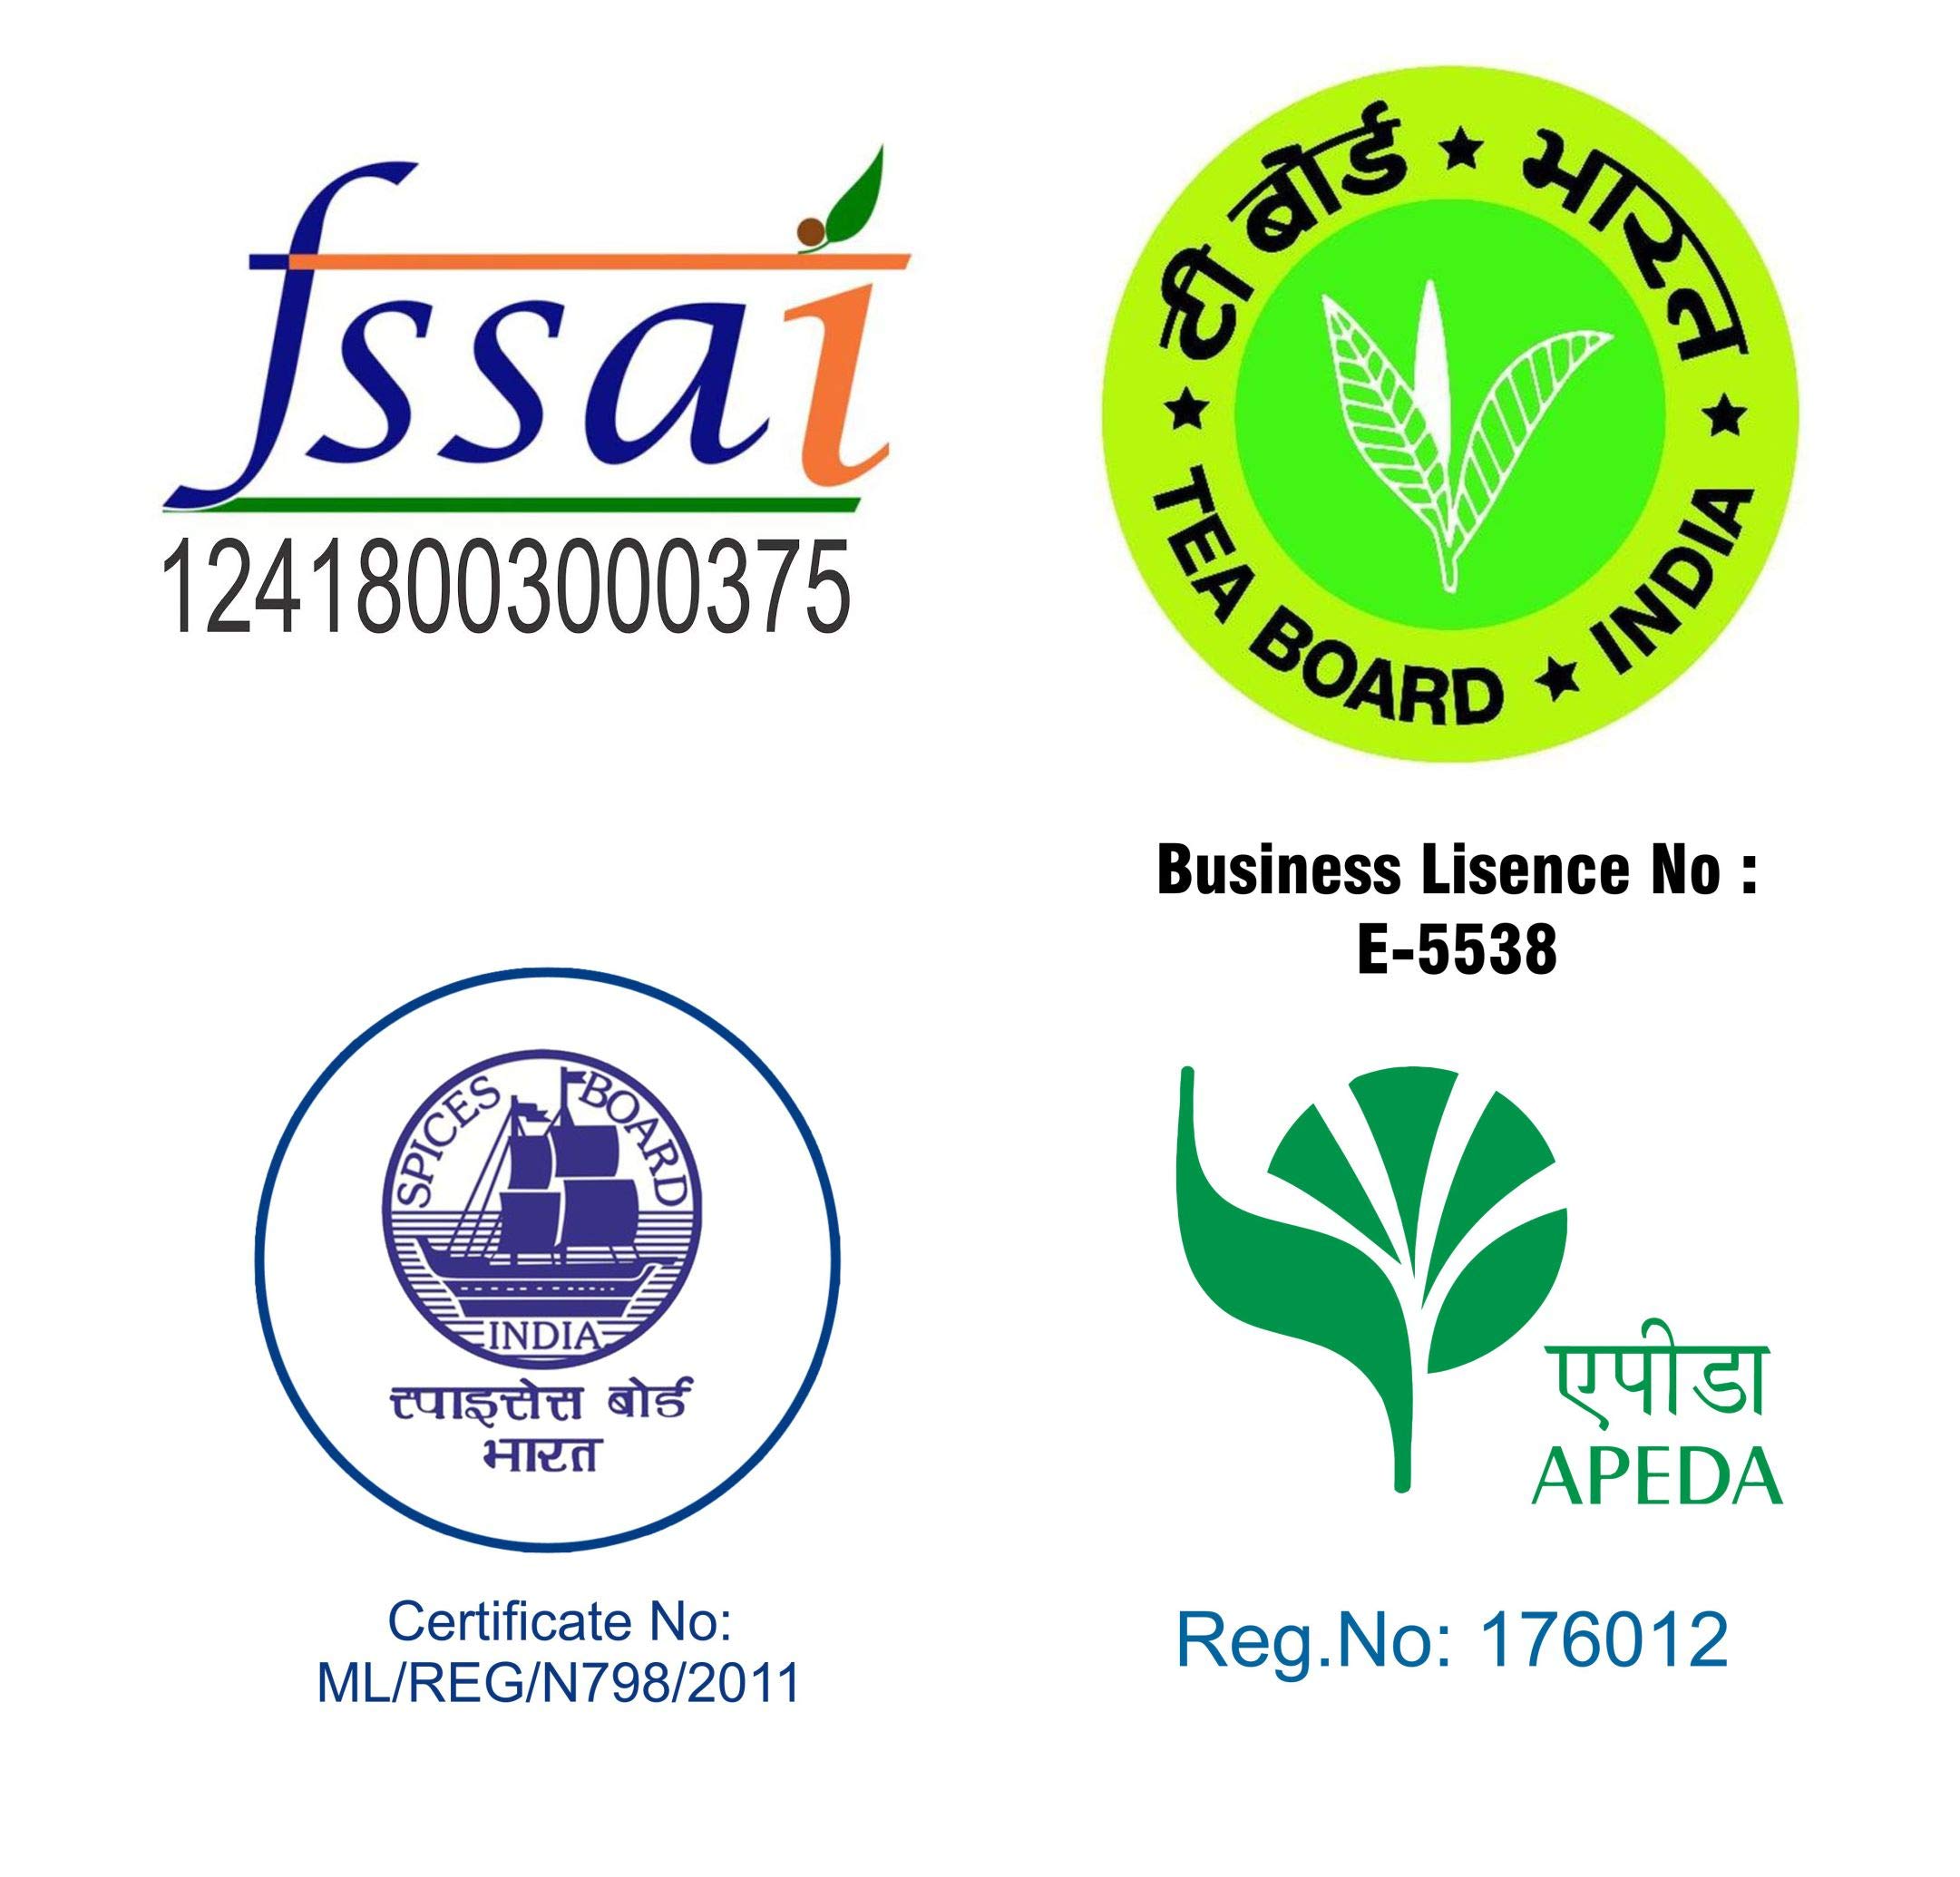 fssai
12418003000375
टी बोर्ड ★ भारत
★ TEA BOARD ★ INDIA ★
Business Lisence No :
E-5538
SPICES BOARD
INDIA
स्पाइसेस बोर्ड
भारत
Certificate No:
ML/REG/N798/2011
एपीडा
APEDA
Reg.No: 176012